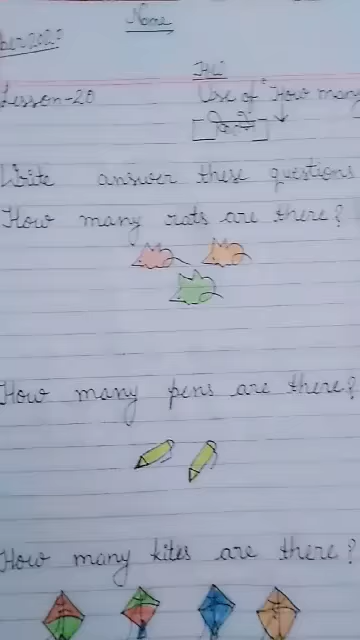 Name
H.W
Lesson-20 Use of "How many
Write answer these questions
How many rats are there?
How many pens are there?
How many kites are there?